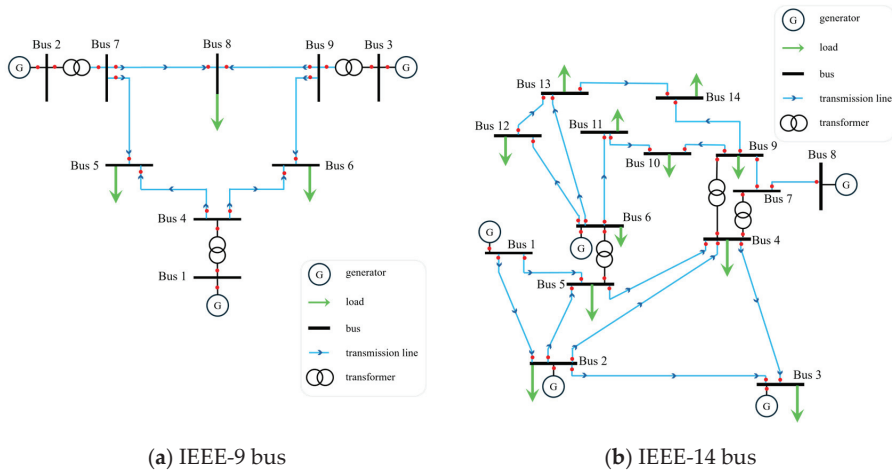 Bus 2
Bus 7
Bus 8
Bus 9
Bus 3
G
G
Bus 5
Bus 6
Bus 4
Bus 1
G
G
generator
load
bus
transmission line
transformer
(a) IEEE-9 bus
G
generator
load
bus
transmission line
transformer
Bus 13
Bus 14
Bus 12
Bus 11
Bus 10
Bus 9
Bus 8
G
Bus 7
Bus 6
G
G
Bus 1
Bus 4
Bus 5
Bus 2
G
Bus 3
G
(b) IEEE-14 bus